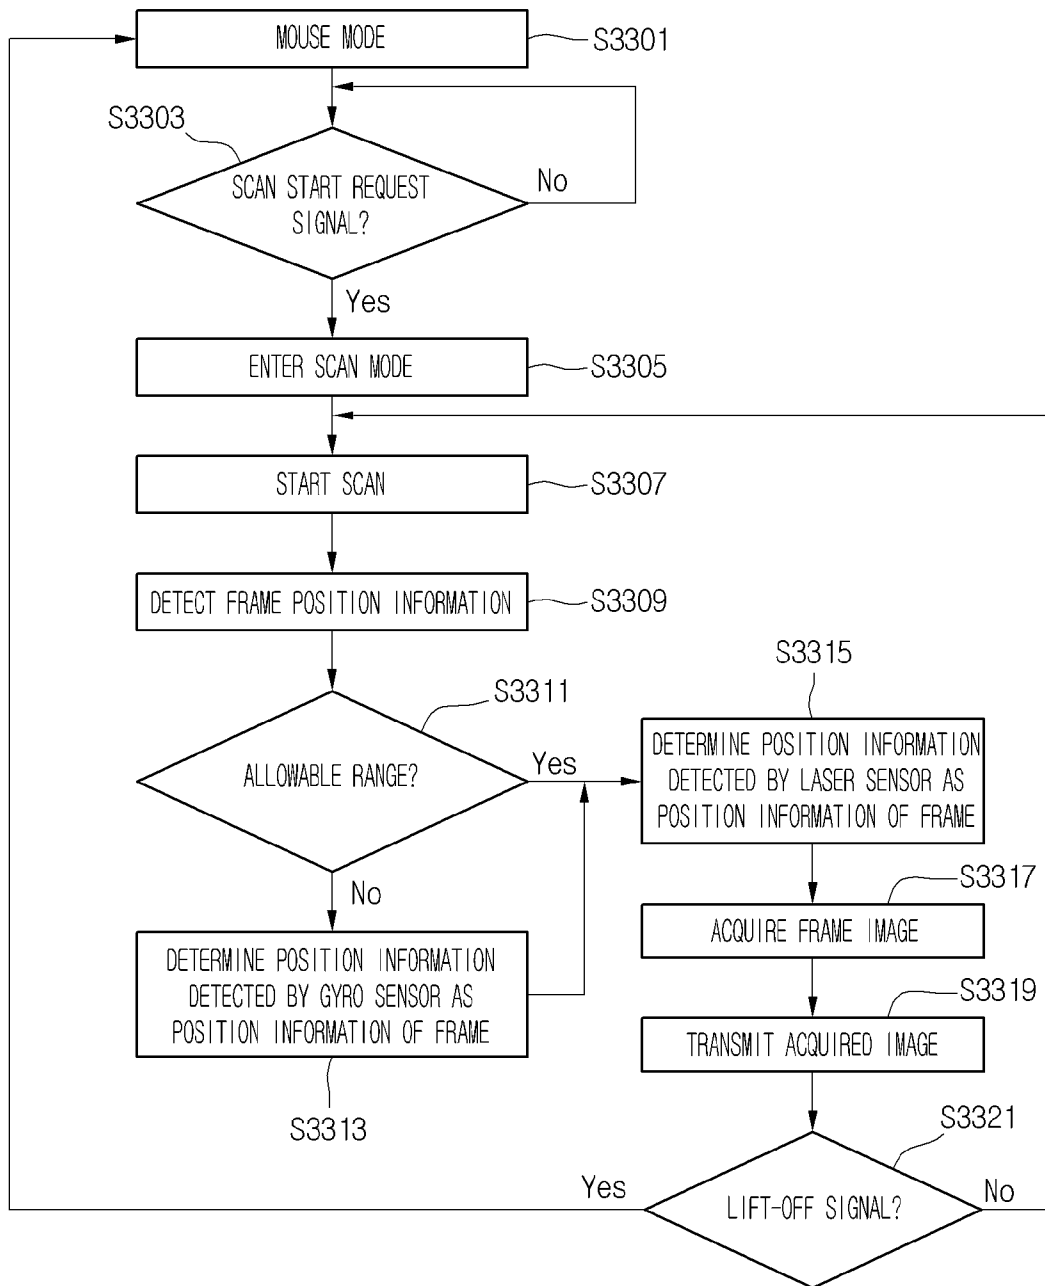 MOUSE MODE
S3301
S3303
SCAN START REQUEST
SIGNAL?
No
Yes
ENTER SCAN MODE
S3305
START SCAN
S3307
DETECT FRAME POSITION INFORMATION
S3309
S3311
ALLOWABLE RANGE?
Yes
No
DETERMINE POSITION INFORMATION
DETECTED BY GYRO SENSOR AS
POSITION INFORMATION OF FRAME
S3313
S3315
DETERMINE POSITION INFORMATION
DETECTED BY LASER SENSOR AS
POSITION INFORMATION OF FRAME
S3317
ACQUIRE FRAME IMAGE
S3319
TRANSMIT ACQUIRED IMAGE
S3321
LIFT-OFF SIGNAL?
Yes
No